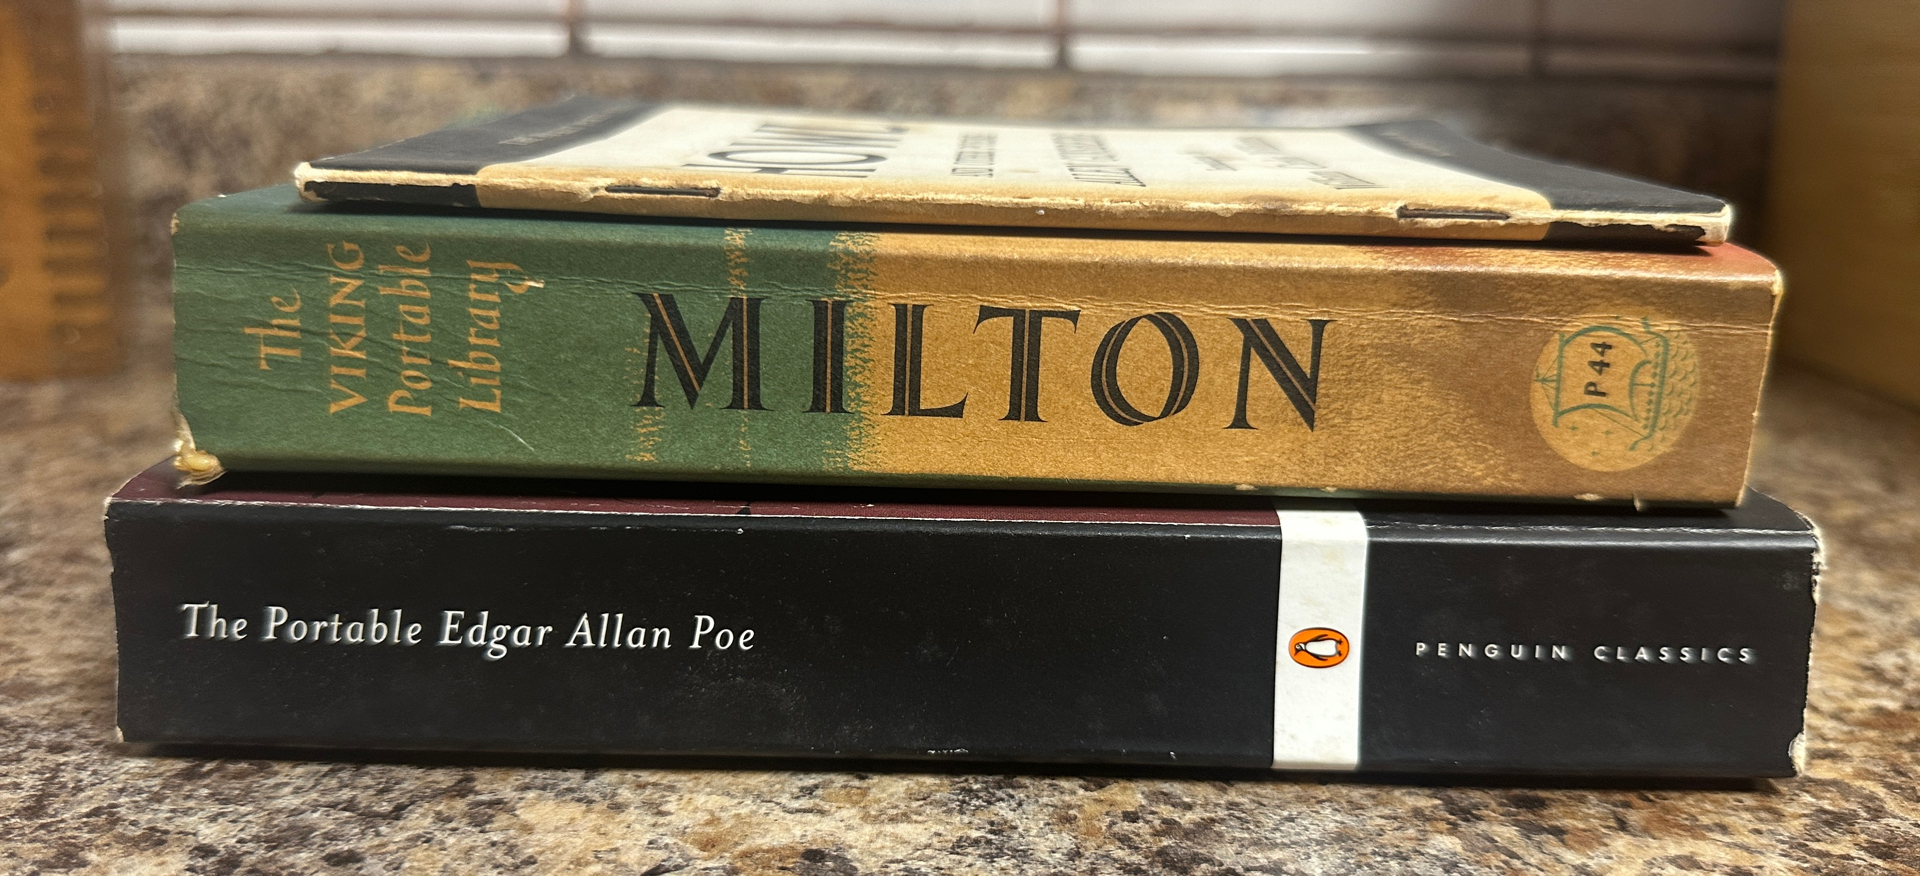 HOWL
The
VIKING
Portable
Library
MILTON
P 44
The Portable Edgar Allan Poe
PENGUIN CLASSICS